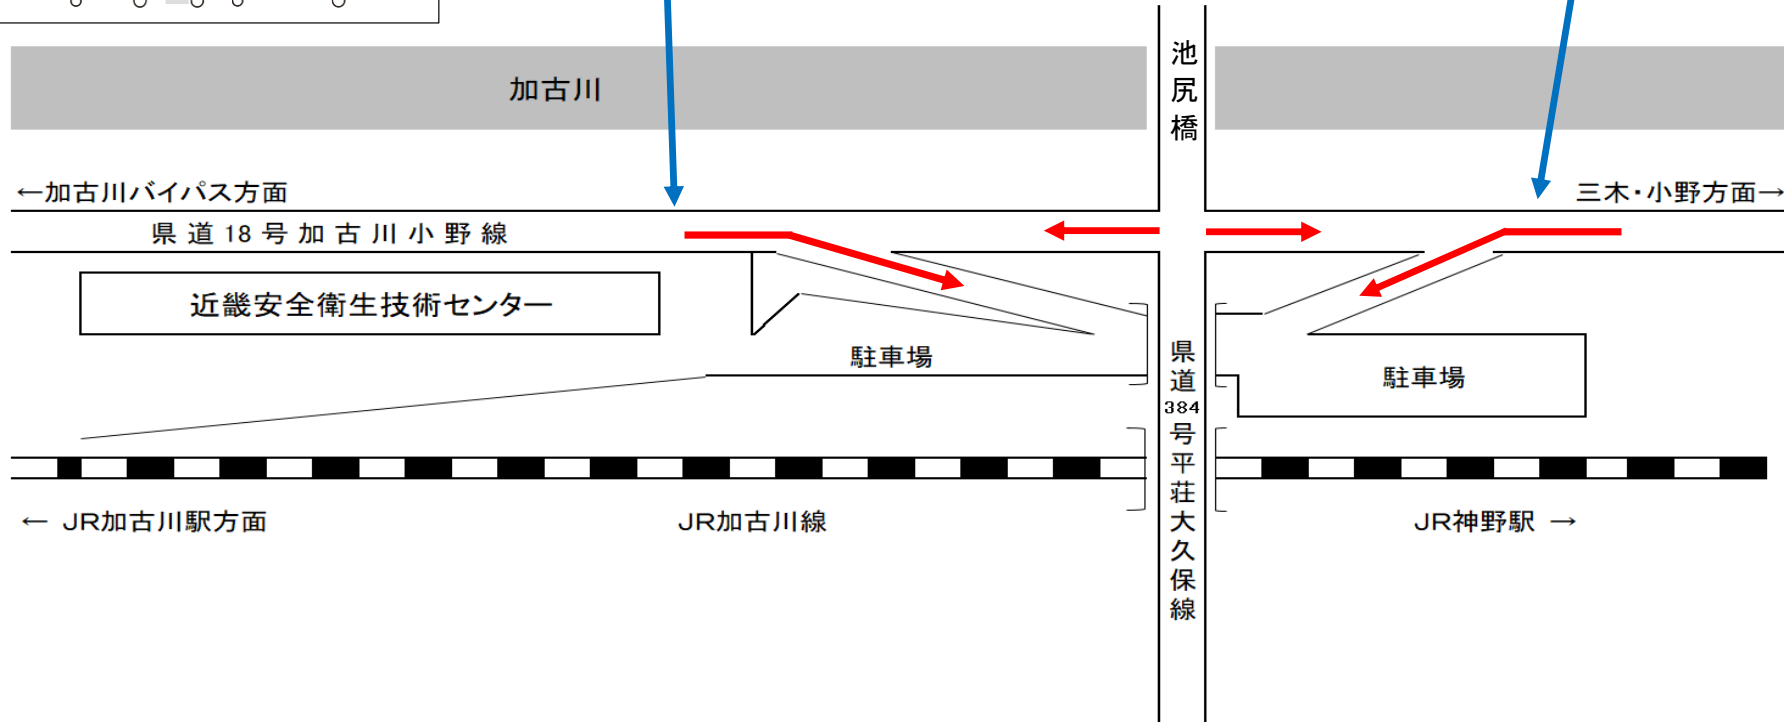 加古川
池尻橋
←加古川バイパス方面
三木・小野方面→
県道18号加古川小野線
近畿安全衛生技術センター
駐車場
駐車場
県道384号平荘大久保線
← JR加古川駅方面
JR加古川線
JR神野駅 →